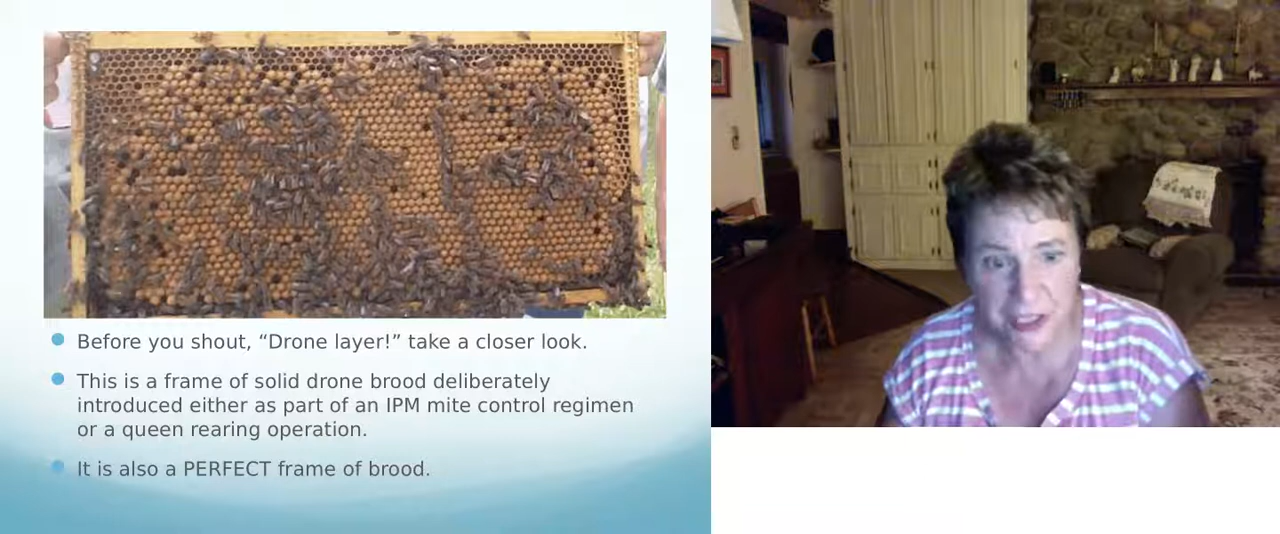 Before you shout, “Drone layer!” take a closer look.
This is a frame of solid drone brood deliberately
introduced either as part of an IPM mite control regimen
or a queen rearing operation.
It is also a PERFECT frame of brood.